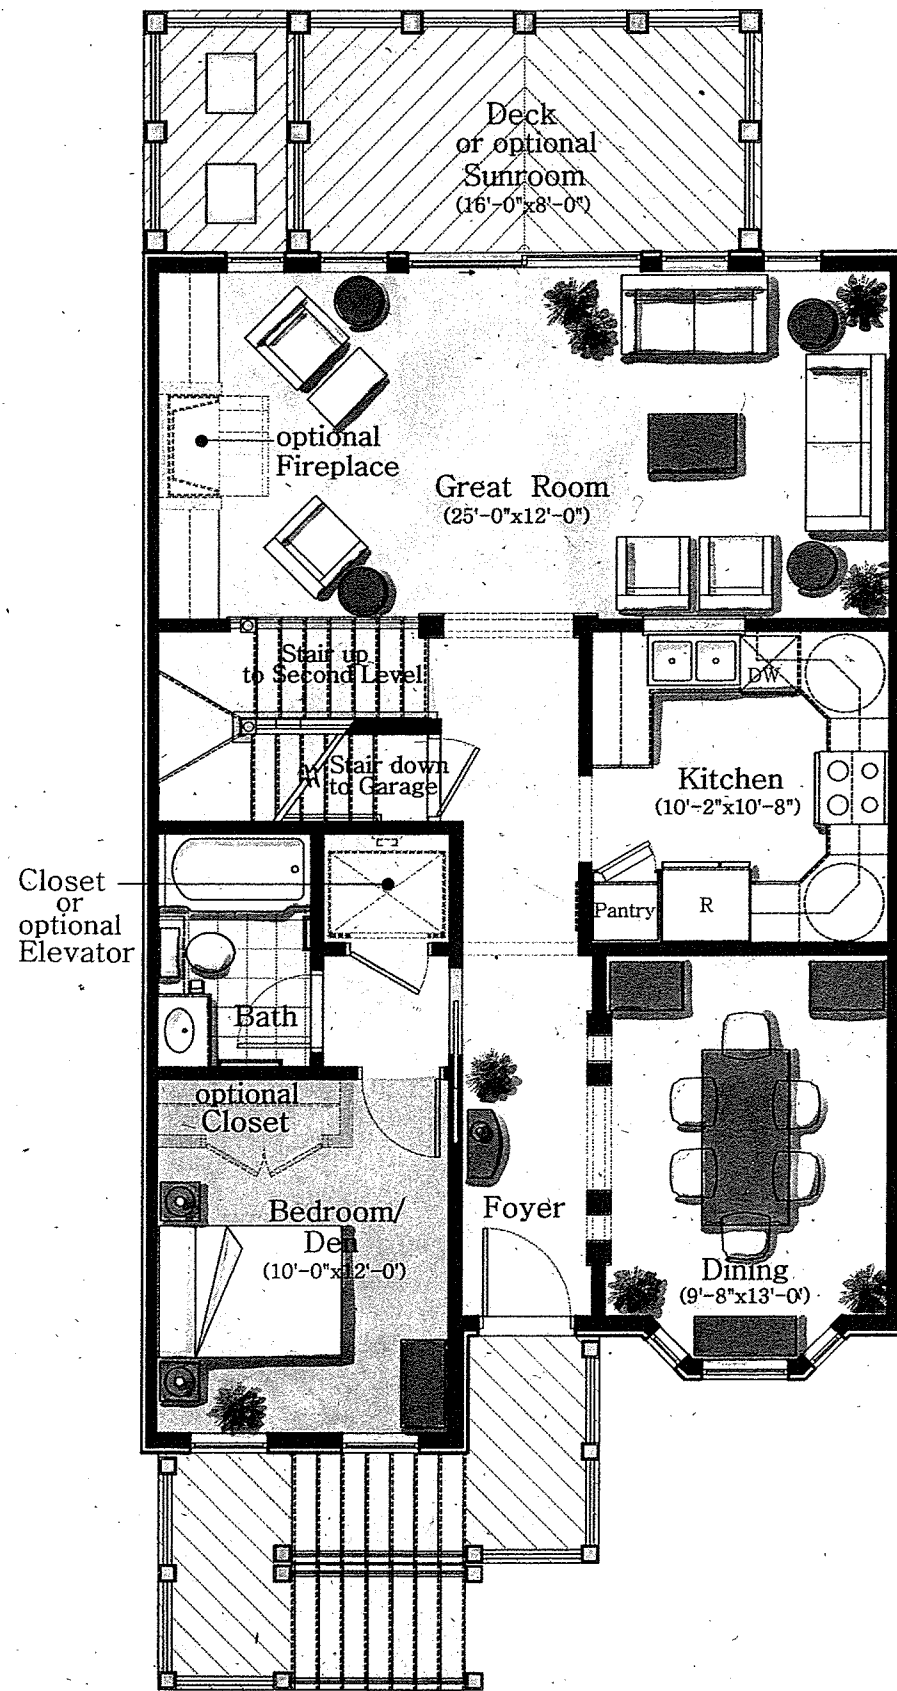 Deck
or optional
Sunroom
(16'-0"x8'-0")
optional
Fireplace
Great Room
(25'-0"x12'-0")
Stair up
to Second Level
DW
Stair down
to Garage
Kitchen
(10'-2"x10'-8")
Closet
or
optional
Elevator
Pantry
R
Bath
optional
Closet
Bedroom/
Den
(10'-0"x12'-0')
Foyer
Dining
(9'-8"x13'-0')